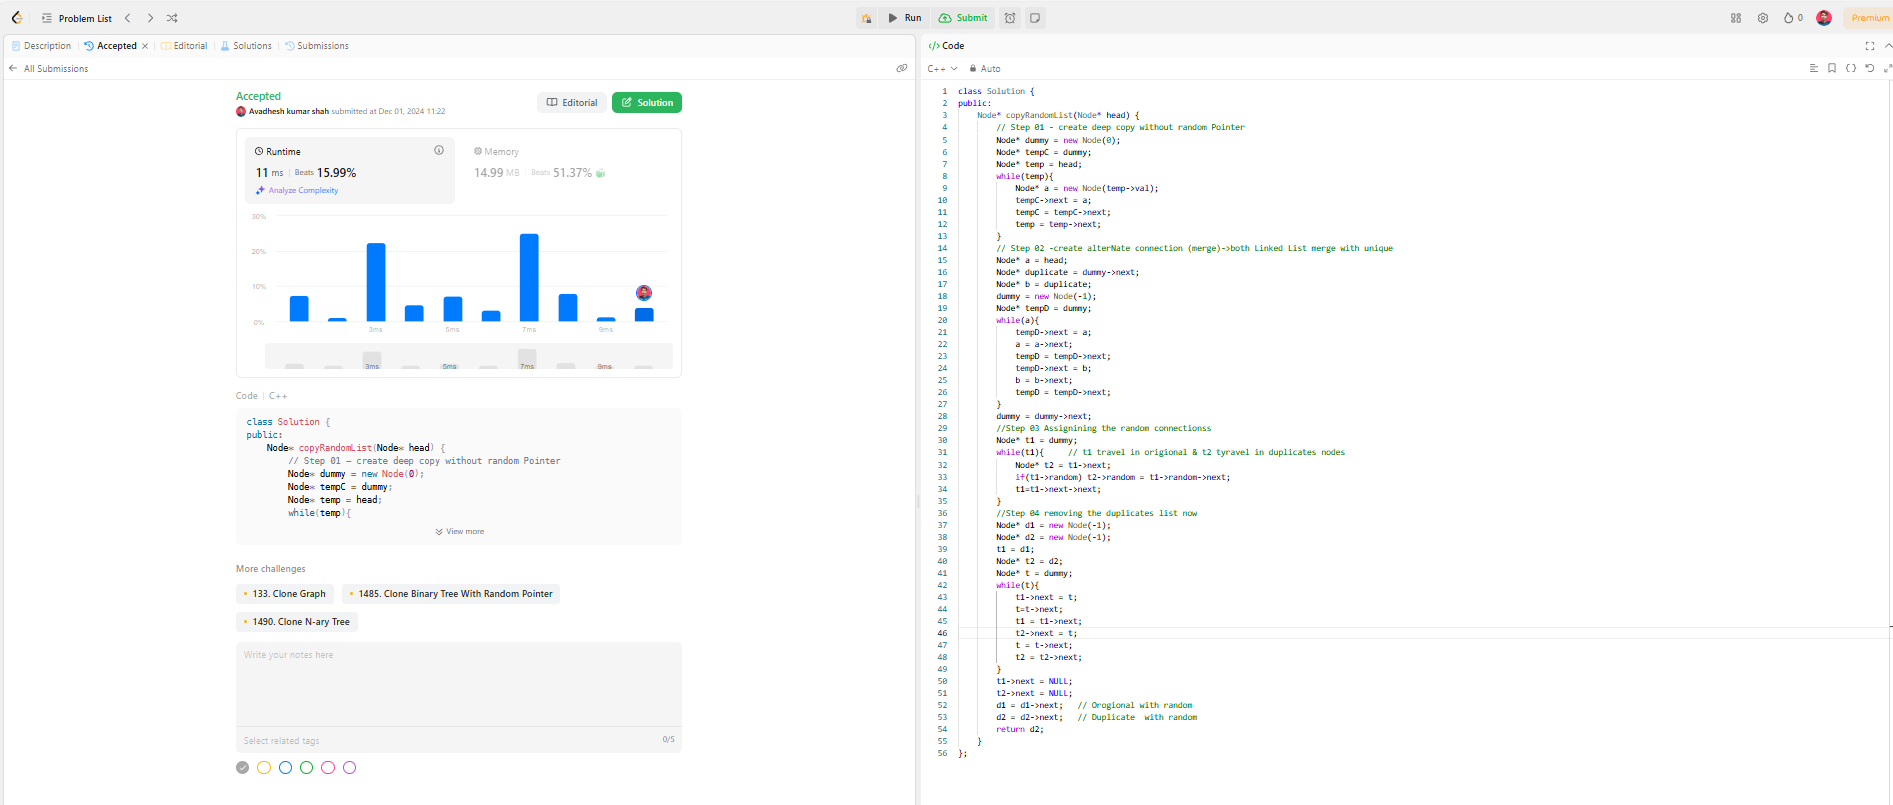 Problem List
Run
Submit
0
Premium
Description
Accepted
Editorial
Solutions
Submissions
All Submissions
Accepted
Avadhesh kumar shah submitted at Dec 01, 2024 11:22
Editorial
Solution
Runtime
11 ms | Beats 15.99%
Analyze Complexity
Memory
14.99 MB | Beats 51.37%
30%
20%
10%
0%
3ms
5ms
7ms
9ms
3ms
5ms
7ms
9ms
Code | C++
class Solution {
public:
    Node* copyRandomList(Node* head) {
        // Step 01 - create deep copy without random Pointer
        Node* dummy = new Node(0);
        Node* tempC = dummy;
        Node* temp = head;
        while(temp){
View more
More challenges
133. Clone Graph
1485. Clone Binary Tree With Random Pointer
1490. Clone N-ary Tree
Write your notes here
Select related tags
0/5
</> Code
C++
Auto
1 class Solution {
2 public:
3     Node* copyRandomList(Node* head) {
4         // Step 01 - create deep copy without random Pointer
5         Node* dummy = new Node(0);
6         Node* tempC = dummy;
7         Node* temp = head;
8         while(temp){
9             Node* a = new Node(temp->val);
10             tempC->next = a;
11             tempC = tempC->next;
12             temp = temp->next;
13         }
14         // Step 02 -create alterNate connection (merge)->both Linked List merge with unique
15         Node* a = head;
16         Node* duplicate = dummy->next;
17         Node* b = duplicate;
18         dummy = new Node(-1);
19         Node* tempD = dummy;
20         while(a){
21             tempD->next = a;
22             a = a->next;
23             tempD = tempD->next;
24             tempD->next = b;
25             b = b->next;
26             tempD = tempD->next;
27         }
28         dummy = dummy->next;
29         //Step 03 Assignining the random connectionss
30         Node* t1 = dummy;
31         while(t1){     // t1 travel in origional & t2 tyravel in duplicates nodes
32             Node* t2 = t1->next;
33             if(t1->random) t2->random = t1->random->next;
34             t1=t1->next->next;
35         }
36         //Step 04 removing the duplicates list now
37         Node* d1 = new Node(-1);
38         Node* d2 = new Node(-1);
39         t1 = d1;
40         Node* t2 = d2;
41         Node* t = dummy;
42         while(t){
43             t1->next = t;
44             t=t->next;
45             t1 = t1->next;
46             t2->next = t;
47             t = t->next;
48             t2 = t2->next;
49         }
50         t1->next = NULL;
51         t2->next = NULL;
52         d1 = d1->next;   // Orogional with random
53         d2 = d2->next;   // Duplicate  with random
54         return d2;
55     }
56 };